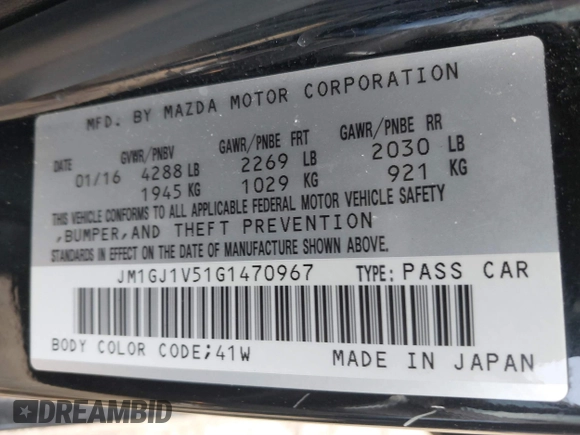 MFD. BY MAZDA MOTOR CORPORATION
DATE GVWR/PNBV GAWR/PNBE FRT GAWR/PNBE RR
01/16 4288 LB 2269 LB 2030 LB
1945 KG 1029 KG 921 KG
THIS VEHICLE CONFORMS TO ALL APPLICABLE FEDERAL MOTOR VEHICLE SAFETY
,BUMPER,AND THEFT PREVENTION
STANDARDS IN EFFECT ON THE DATE OF MANUFACTURE SHOWN ABOVE.
JM1GJ1V51G1470967 TYPE: PASS CAR
BODY COLOR CODE;41W MADE IN JAPAN
DREAMBID